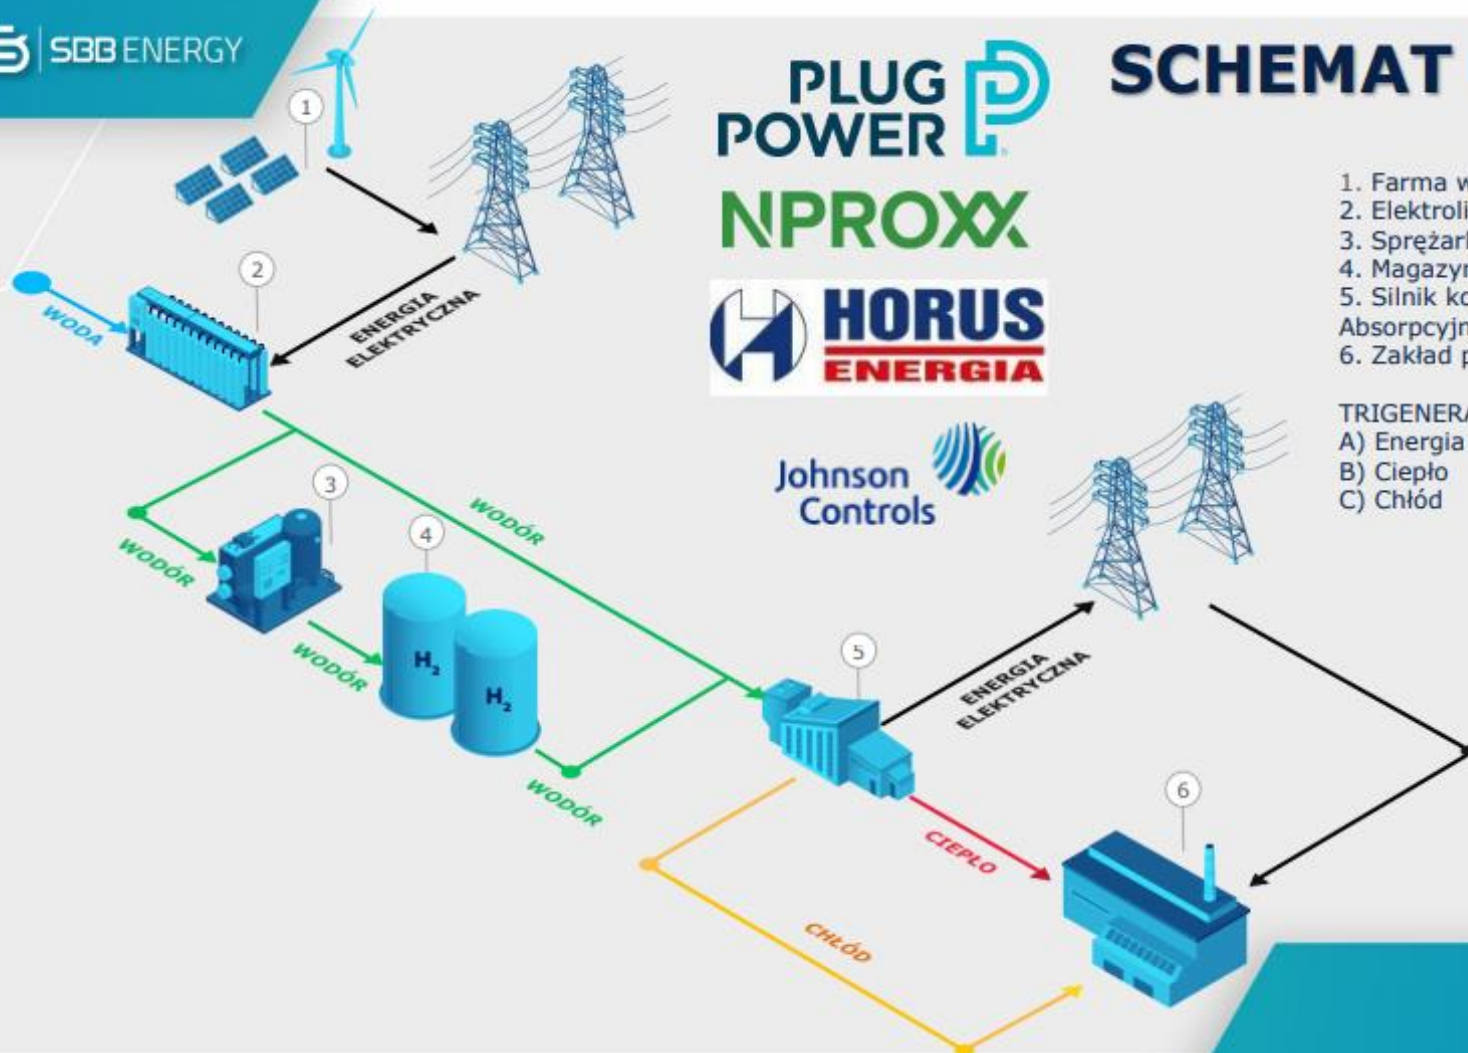 SBB ENERGY
PLUG
POWER
NPROXX
HORUS
ENERGIA
Johnson
Controls
SCHEMAT
1. Farma w
2. Elektroli
3. Sprężar
4. Magazyn
5. Silnik ko
Absorpcyjn
6. Zakład p
TRIGENERA
A) Energia
B) Ciepło
C) Chłód
1
2
WODA
ENERGIA
ELEKTRYCZNA
3
WODÓR
WODÓR
4
WODÓR
H₂
H₂
WODÓR
5
ENERGIA
ELEKTRYCZNA
6
CIEPŁO
CHŁÓD